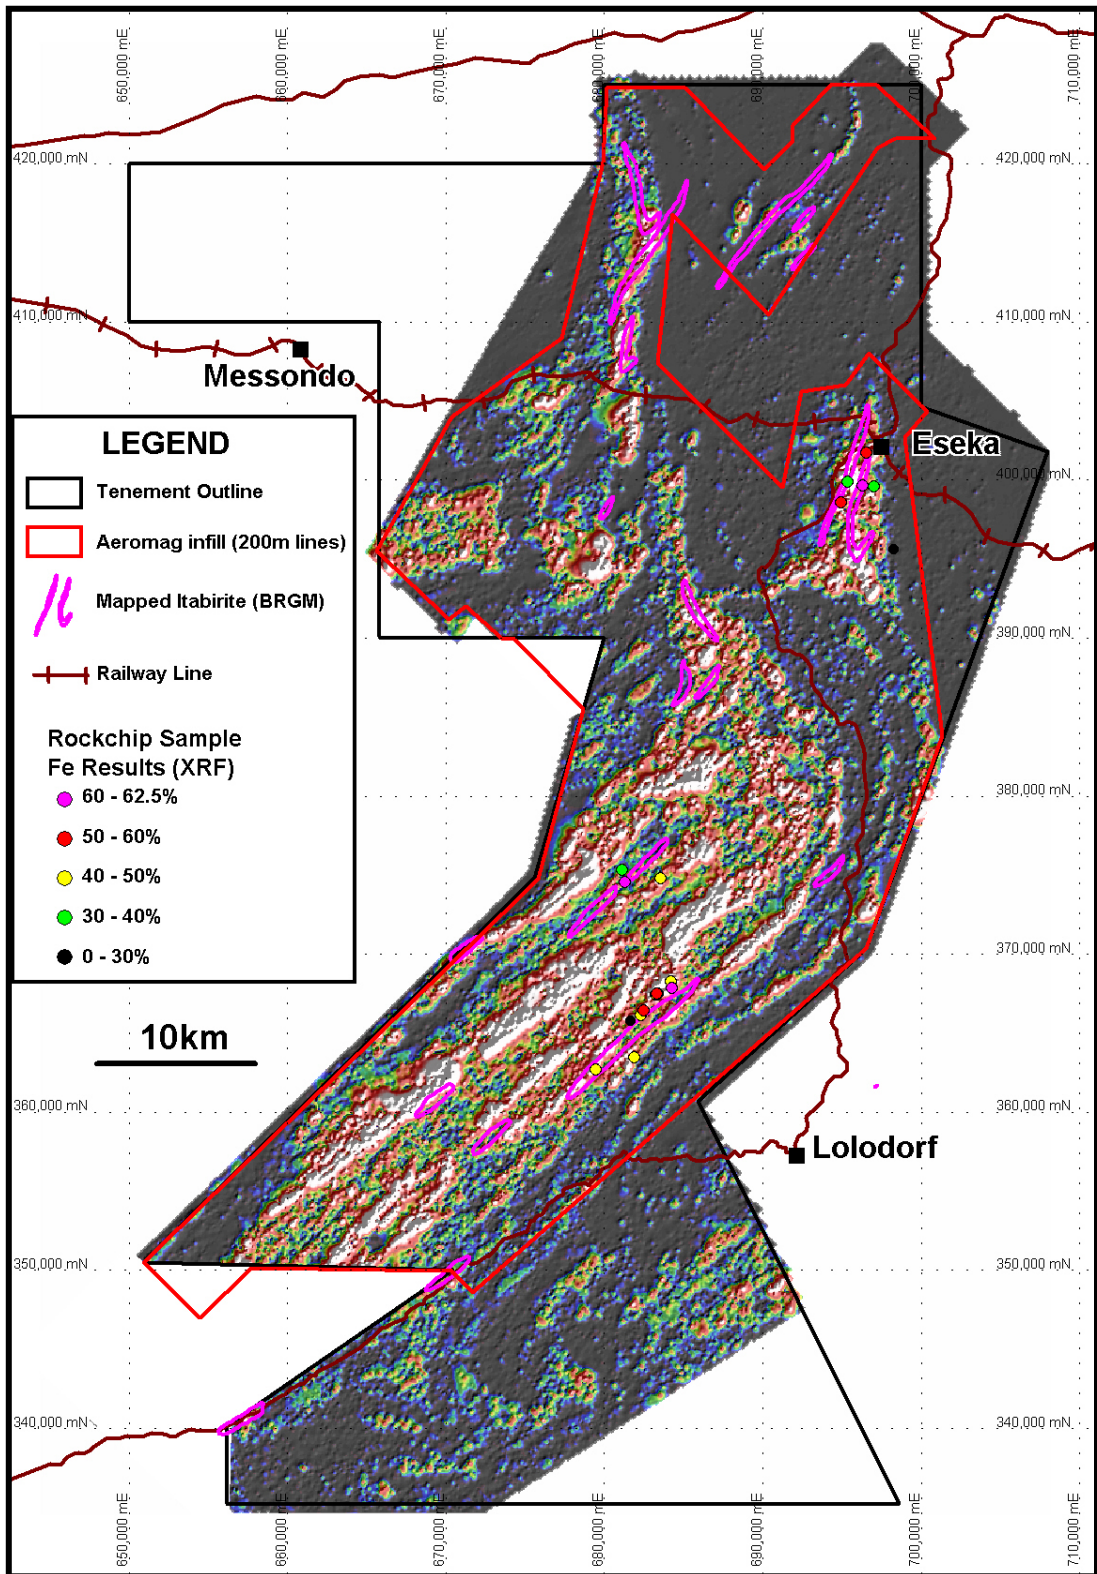 650,000 mE
660,000 mE
670,000 mE
680,000 mE
690,000 mE
700,000 mE
710,000 mE
420,000 mN
420,000 mN
410,000 mN
410,000 mN
Messondo
LEGEND
Tenement Outline
Aeromag infill (200m lines)
Mapped Itabirite (BRGM)
Railway Line
Rockchip Sample
Fe Results (XRF)
60 - 62.5%
50 - 60%
40 - 50%
30 - 40%
0 - 30%
Eseka
400,000 mN
390,000 mN
380,000 mN
370,000 mN
10km
360,000 mN
360,000 mN
Lolodorf
350,000 mN
350,000 mN
340,000 mN
340,000 mN
650,000 mE
660,000 mE
670,000 mE
680,000 mE
690,000 mE
700,000 mE
710,000 mE